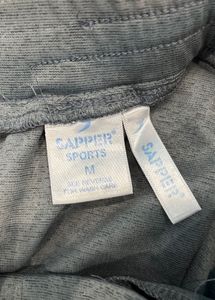 SAPPER®
SPORTS
M
SEE REVERSE
FOR WASH CARE
SAPPER®